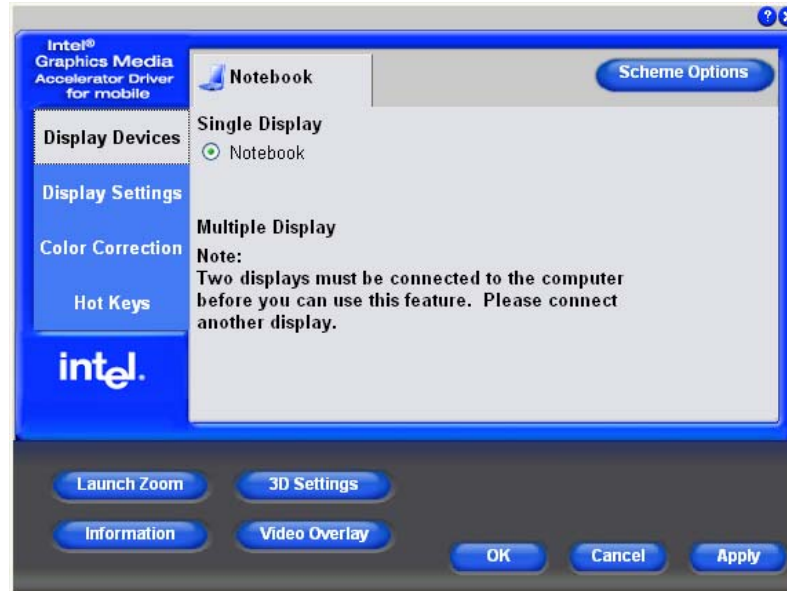 ?
Intel®
Graphics Media
Accelerator Driver
for mobile
Notebook
Scheme Options
Display Devices
Display Settings
Color Correction
Hot Keys
intel.
Single Display
Notebook
Multiple Display
Note:
Two displays must be connected to the computer
before you can use this feature. Please connect
another display.
Launch Zoom
3D Settings
Information
Video Overlay
OK
Cancel
Apply